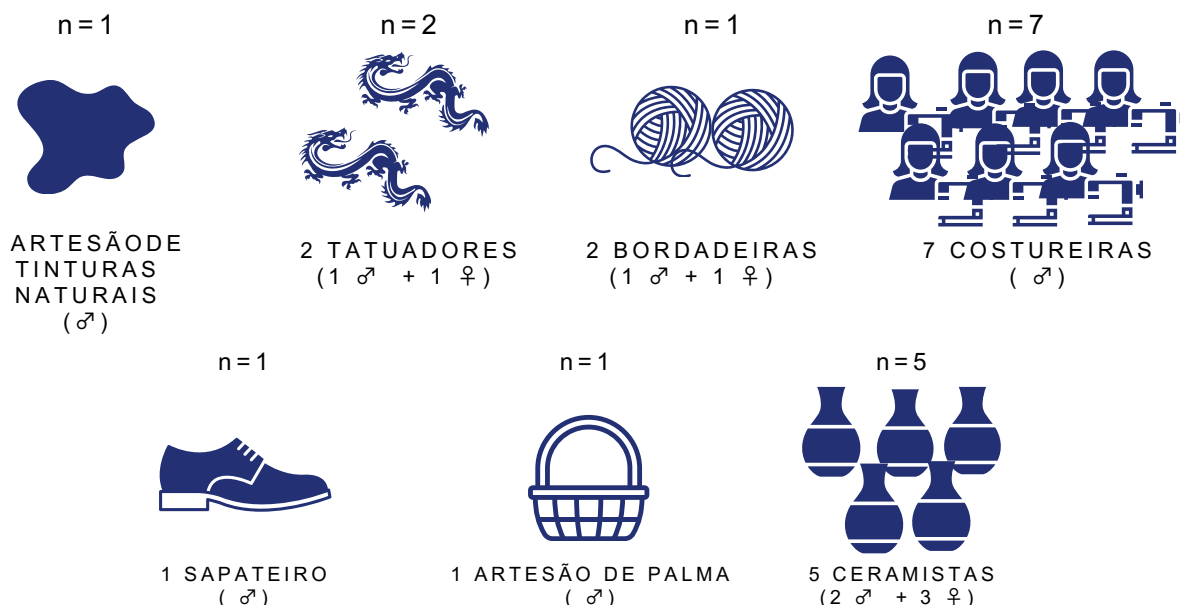 n=1
n=2
n=1
n=7
ARTESÃODE
TINTURAS
NATURAIS
(♂)
2 TATUADORES
(1 ♂ + 1 ♀)
2 BORDADEIRAS
(1 ♂ + 1 ♀)
7 COSTUREIRAS
(♂)
n=1
n=1
n=5
1 SAPATEIRO
(♂)
1 ARTESÃO DE PALMA
(♂)
5 CERAMISTAS
(2 ♂ + 3 ♀)